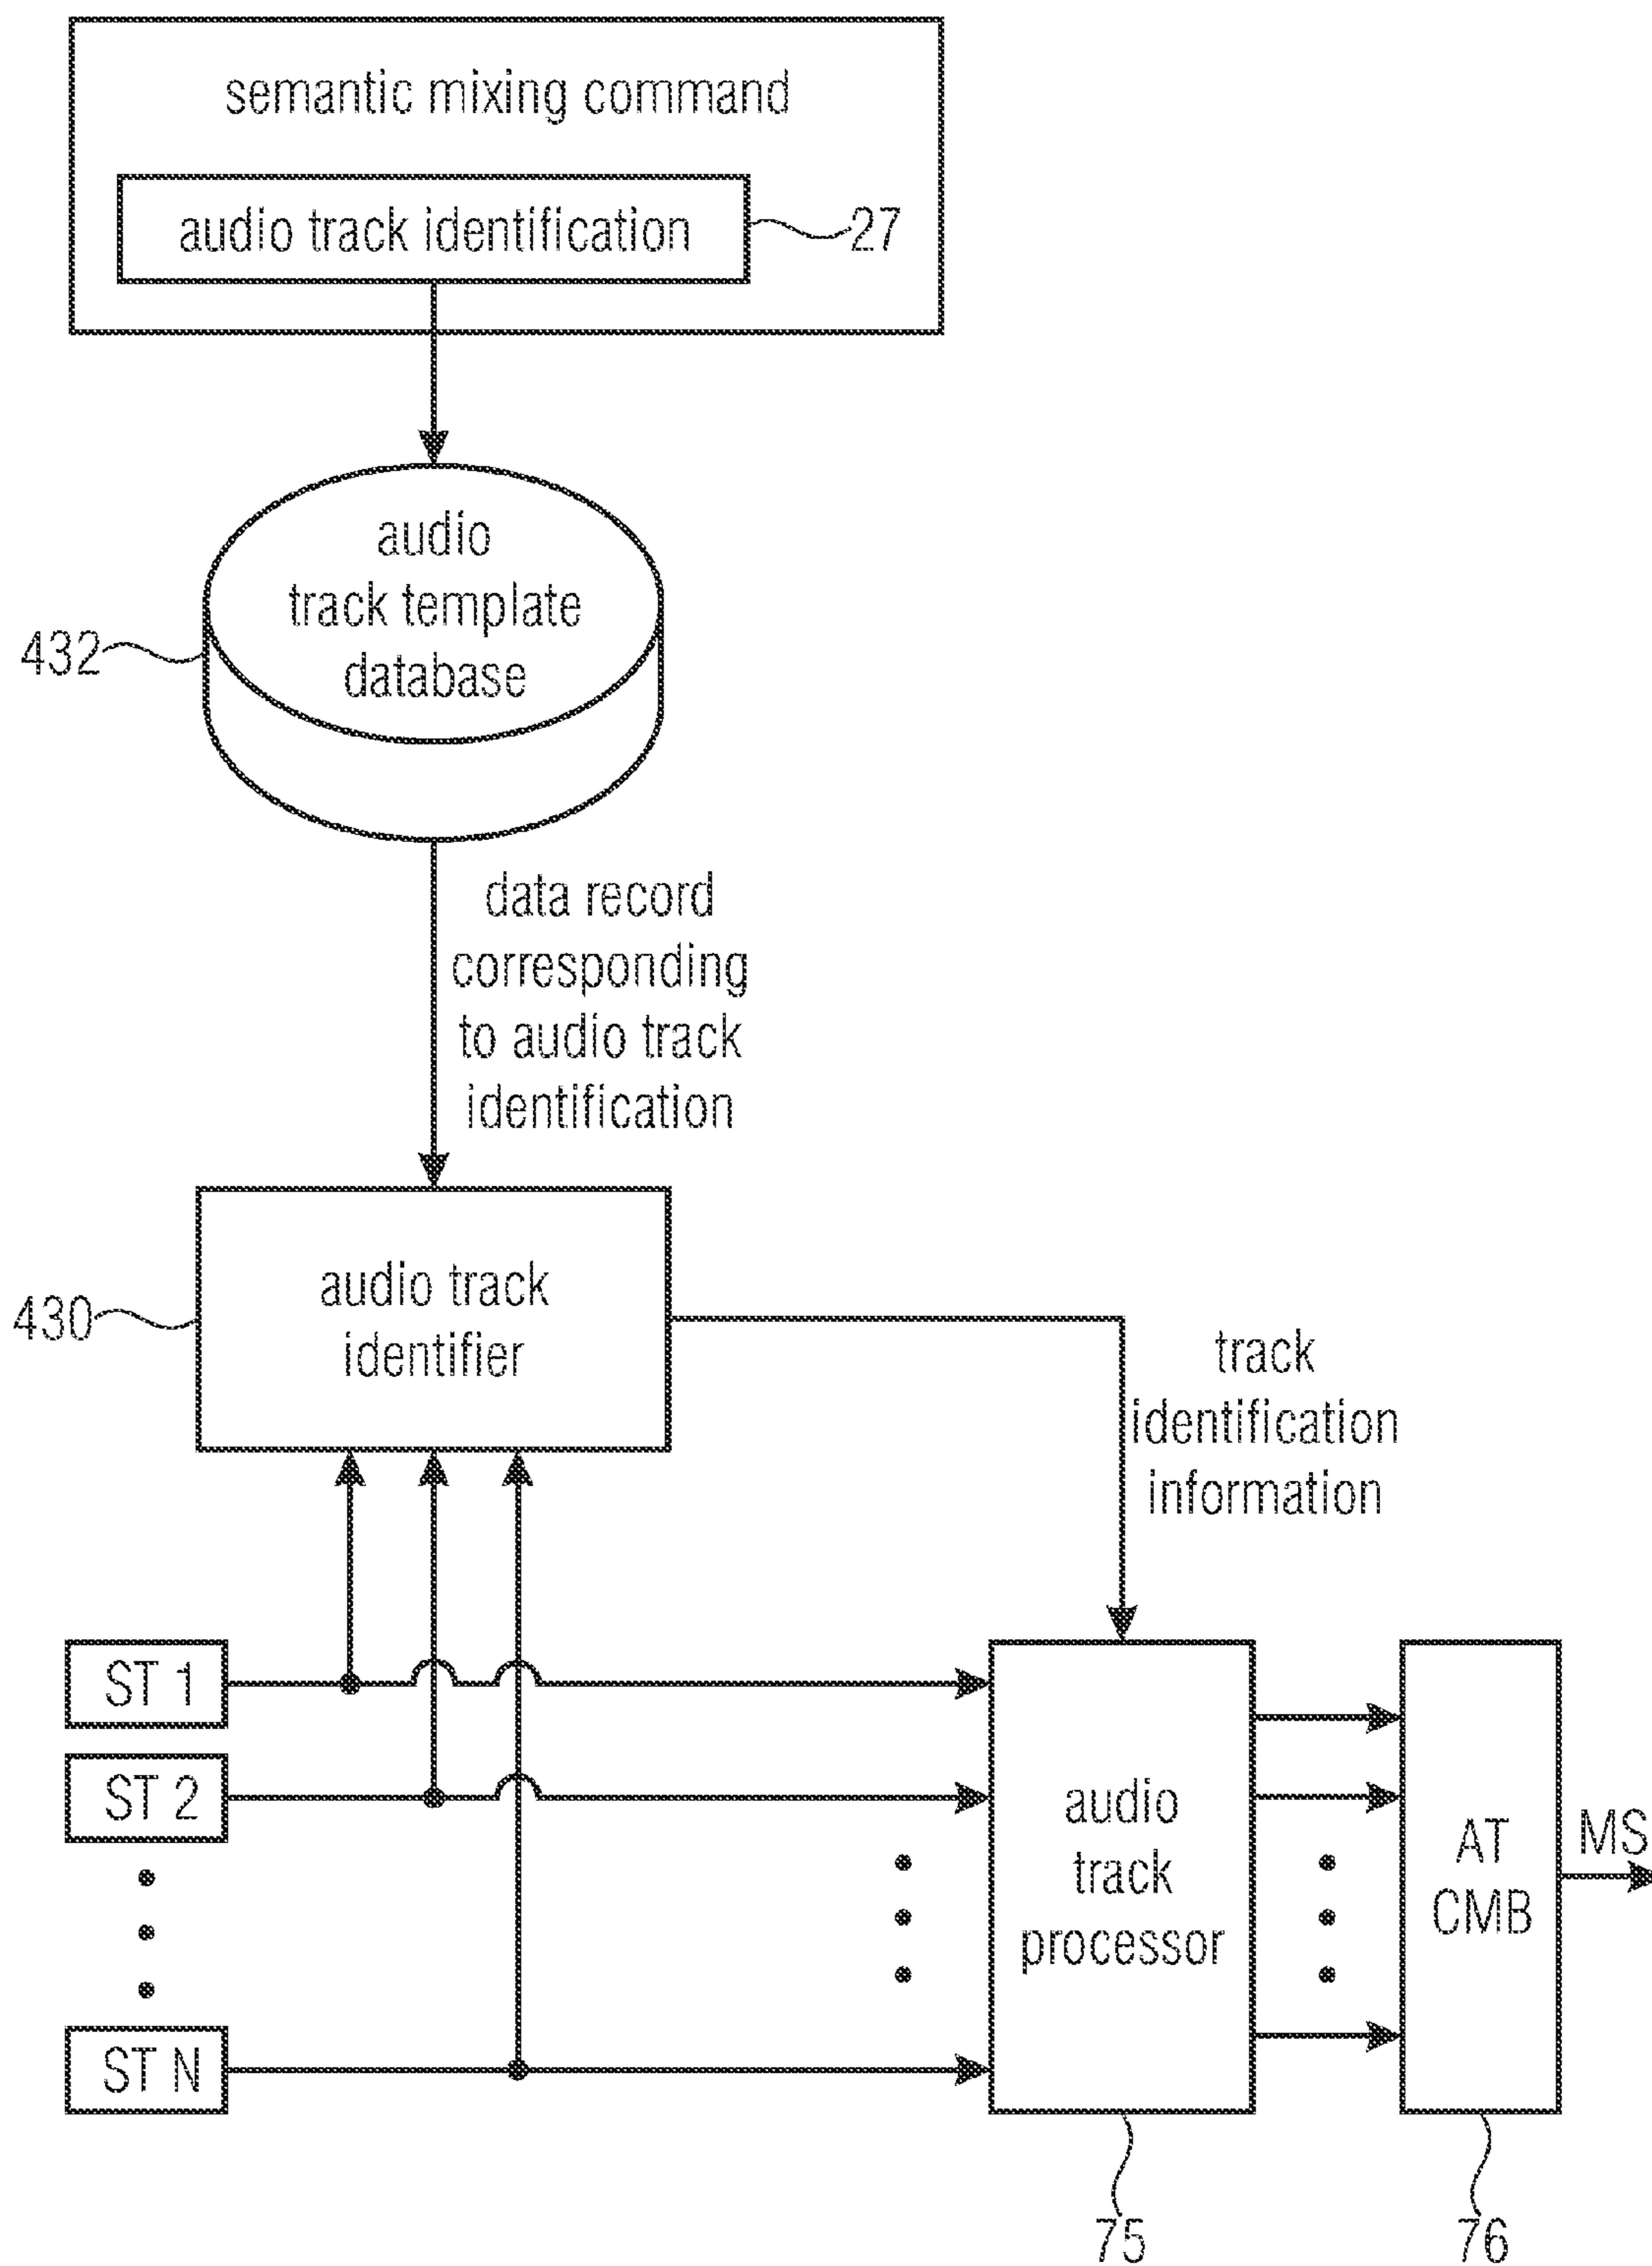 semantic mixing command
audio track identification
27
audio
track template
database
432
data record
corresponding
to audio track
identification
audio track
identifier
430
track
identification
information
ST 1
ST 2
ST N
audio
track
processor
AT
CMB
MS
75
76